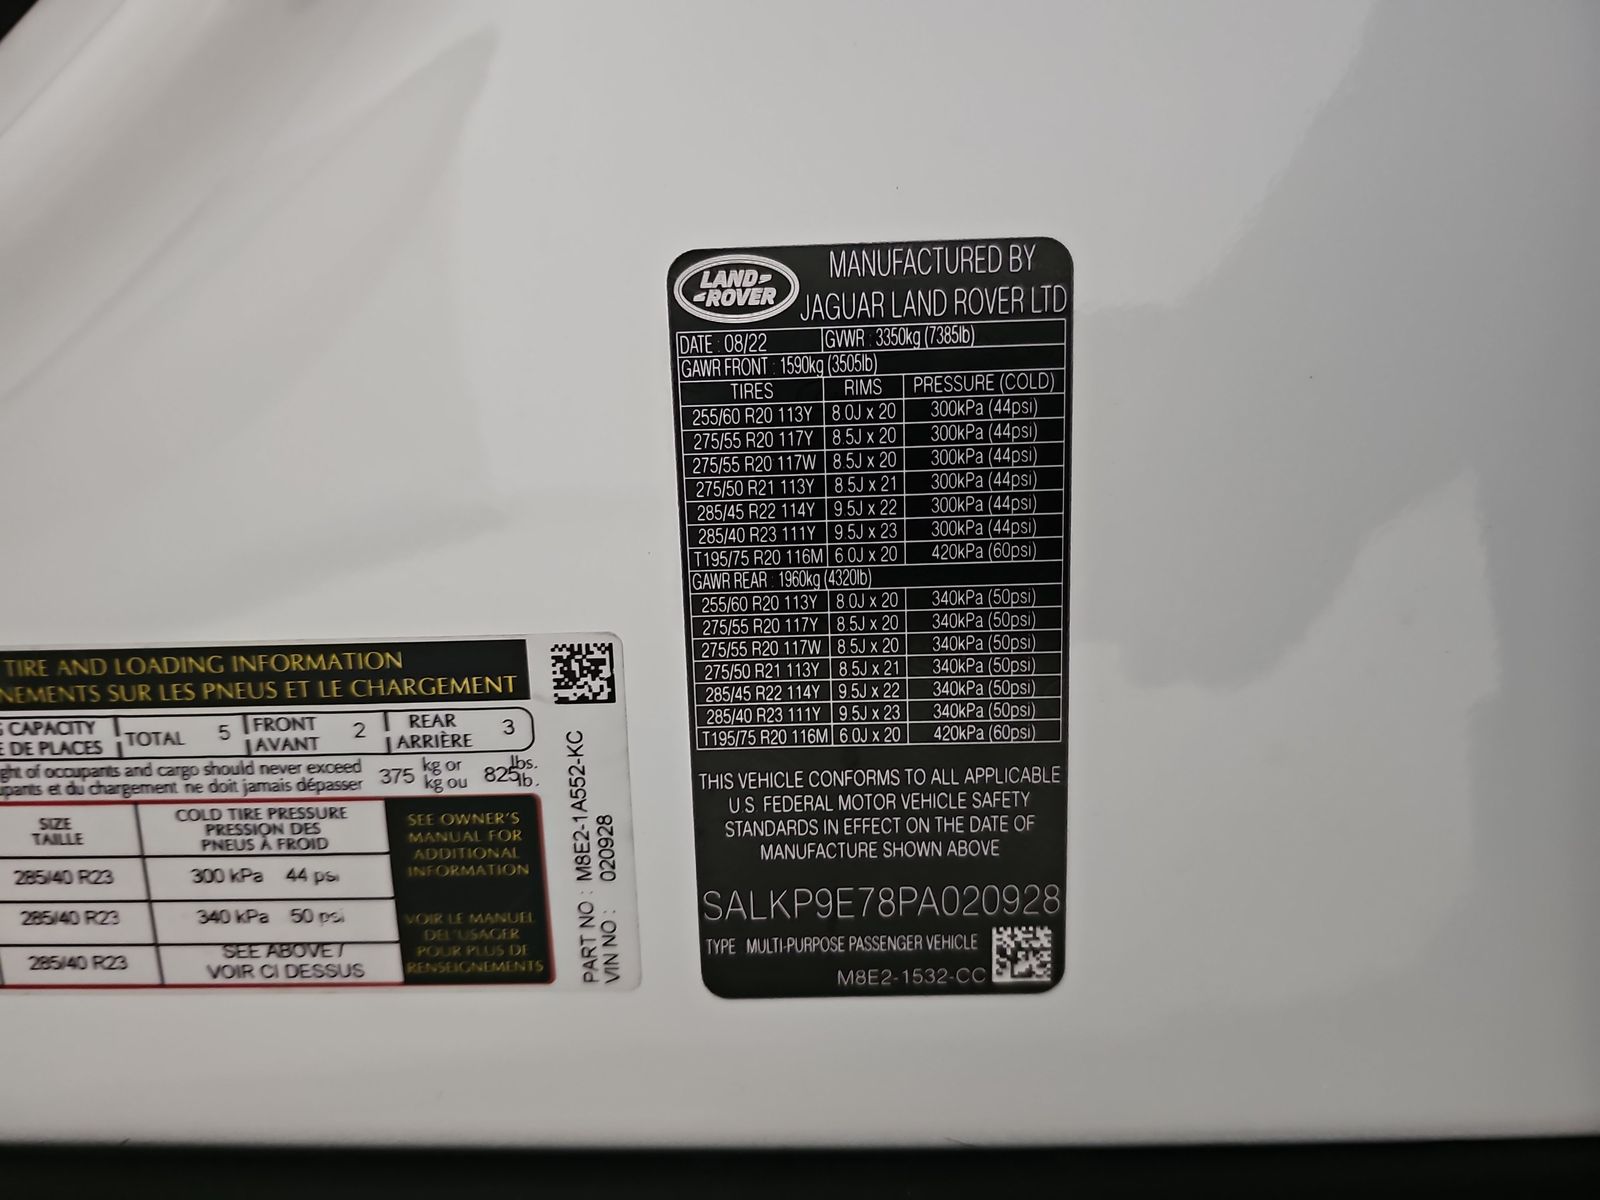 LAND-
-ROVER
MANUFACTURED BY
JAGUAR LAND ROVER LTD
DATE : 08/22 GVWR : 3350kg (7385lb)
GAWR FRONT : 1590kg (3505lb)
TIRES RIMS PRESSURE (COLD)
255/60 R20 113Y 8.0J x 20 300kPa (44psi)
275/55 R20 117Y 8.5J x 20 300kPa (44psi)
275/55 R20 117W 8.5J x 20 300kPa (44psi)
275/50 R21 113Y 8.5J x 21 300kPa (44psi)
285/45 R22 114Y 9.5J x 22 300kPa (44psi)
285/40 R23 111Y 9.5J x 23 300kPa (44psi)
T195/75 R20 116M 6.0J x 20 420kPa (60psi)
GAWR REAR : 1960kg (4320lb)
255/60 R20 113Y 8.0J x 20 340kPa (50psi)
275/55 R20 117Y 8.5J x 20 340kPa (50psi)
275/55 R20 117W 8.5J x 20 340kPa (50psi)
275/50 R21 113Y 8.5J x 21 340kPa (50psi)
285/45 R22 114Y 9.5J x 22 340kPa (50psi)
285/40 R23 111Y 9.5J x 23 340kPa (50psi)
T195/75 R20 116M 6.0J x 20 420kPa (60psi)
THIS VEHICLE CONFORMS TO ALL APPLICABLE
U.S. FEDERAL MOTOR VEHICLE SAFETY
STANDARDS IN EFFECT ON THE DATE OF
MANUFACTURE SHOWN ABOVE
SALKP9E78PA020928
TYPE MULTI-PURPOSE PASSENGER VEHICLE
M8E2-1532-CC
TIRE AND LOADING INFORMATION
NEMENTS SUR LES PNEUS ET LE CHARGEMENT
G CAPACITY TOTAL 5 FRONT 2 REAR 3
E DE PLACES AVANT ARRIÈRE
ght of occupants and cargo should never exceed 375 kg or 825 lbs.
upants et du chargement ne doit jamais dépasser kg ou lb.
SIZE COLD TIRE PRESSURE
TAILLE PRESSION DES
PNEUS À FROID
285/40 R23 300 kPa 44 psi
285/40 R23 340 kPa 50 psi
285/40 R23 SEE ABOVE /
VOIR CI DESSUS
SEE OWNER'S
MANUAL FOR
ADDITIONAL
INFORMATION
VOIR LE MANUEL
DE L'USAGER
POUR PLUS DE
RENSEIGNEMENTS
PART NO : M8E2-1A552-KC
VIN NO : 020928